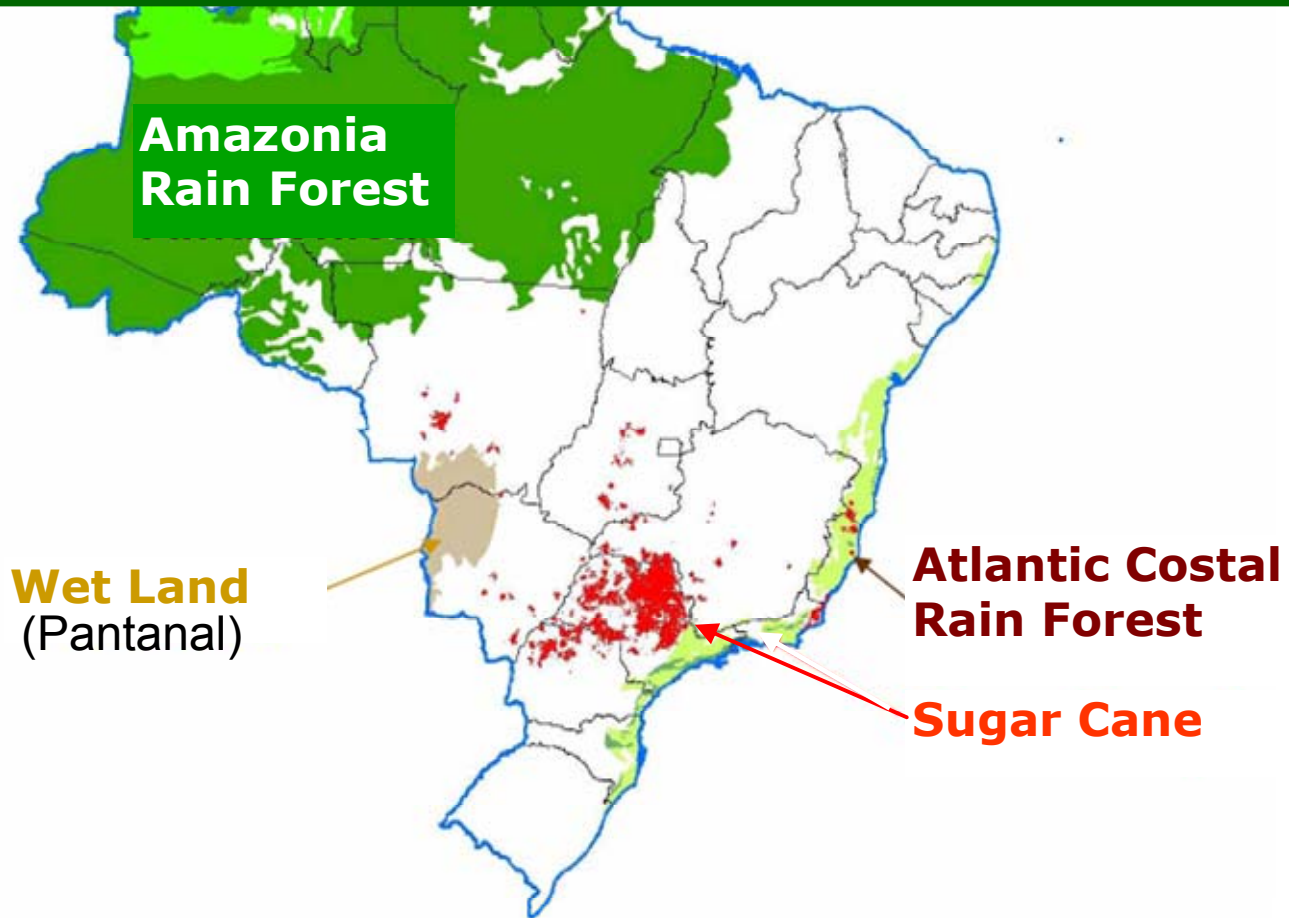 Amazonia
Rain Forest
Wet Land
(Pantanal)
Atlantic Costal
Rain Forest
Sugar Cane